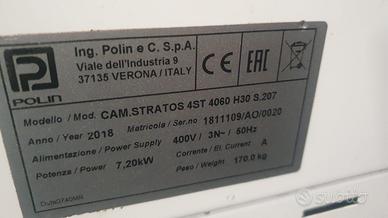 Ing. Polin e C. S.p.A.
Viale dell'Industria 9
37135 VERONA / ITALY
POLIN
CE
EAC
Modello / Mod. CAM.STRATOS 4ST 4060 H30 S.207
Anno / Year 2018 Matricola / Ser.no 1811109/AO/0020
Alimentazione / Power Supply 400V/ 3N~/ 50Hz
Corrente / El. Current A
Potenza / Power 7,20kW Peso / Weight 170.0 kg
subito